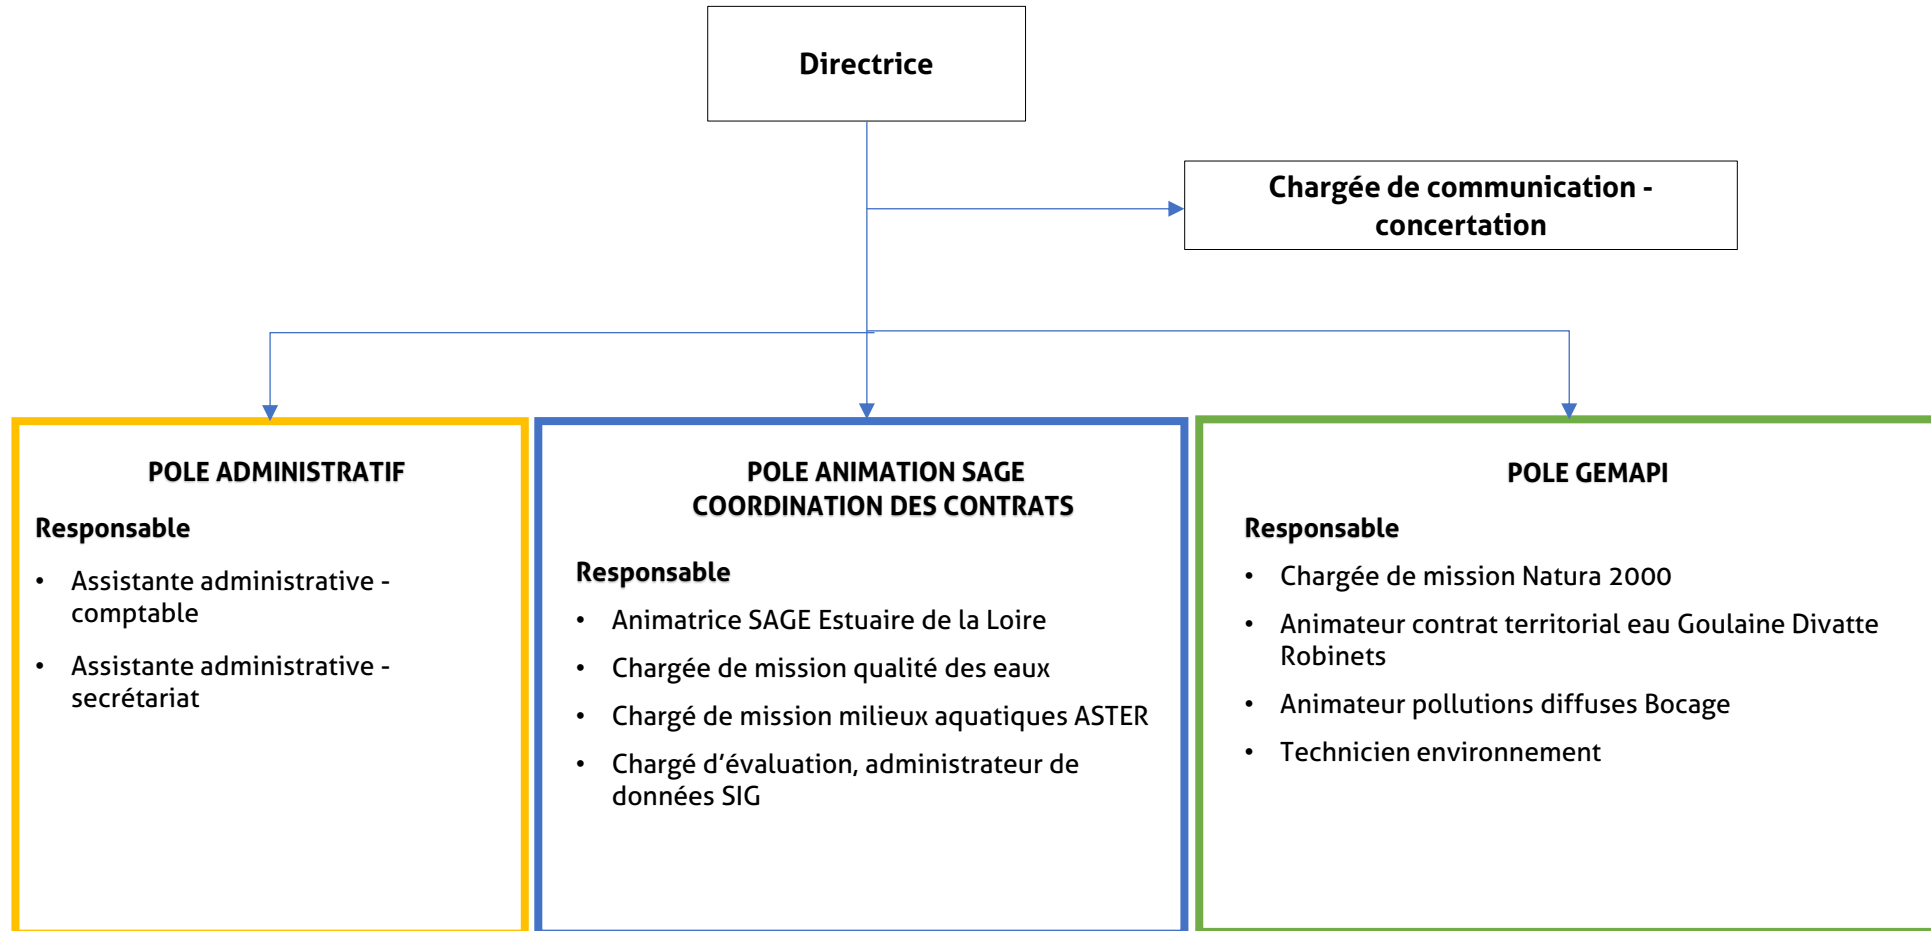 Directrice
Chargée de communication -
concertation
POLE ADMINISTRATIF
Responsable
• Assistante administrative -
comptable
• Assistante administrative -
secrétariat
POLE ANIMATION SAGE
COORDINATION DES CONTRATS
Responsable
• Animatrice SAGE Estuaire de la Loire
• Chargée de mission qualité des eaux
• Chargé de mission milieux aquatiques ASTER
• Chargé d’évaluation, administrateur de
données SIG
POLE GEMAPI
Responsable
• Chargée de mission Natura 2000
• Animateur contrat territorial eau Goulaine Divatte
Robinets
• Animateur pollutions diffuses Bocage
• Technicien environnement